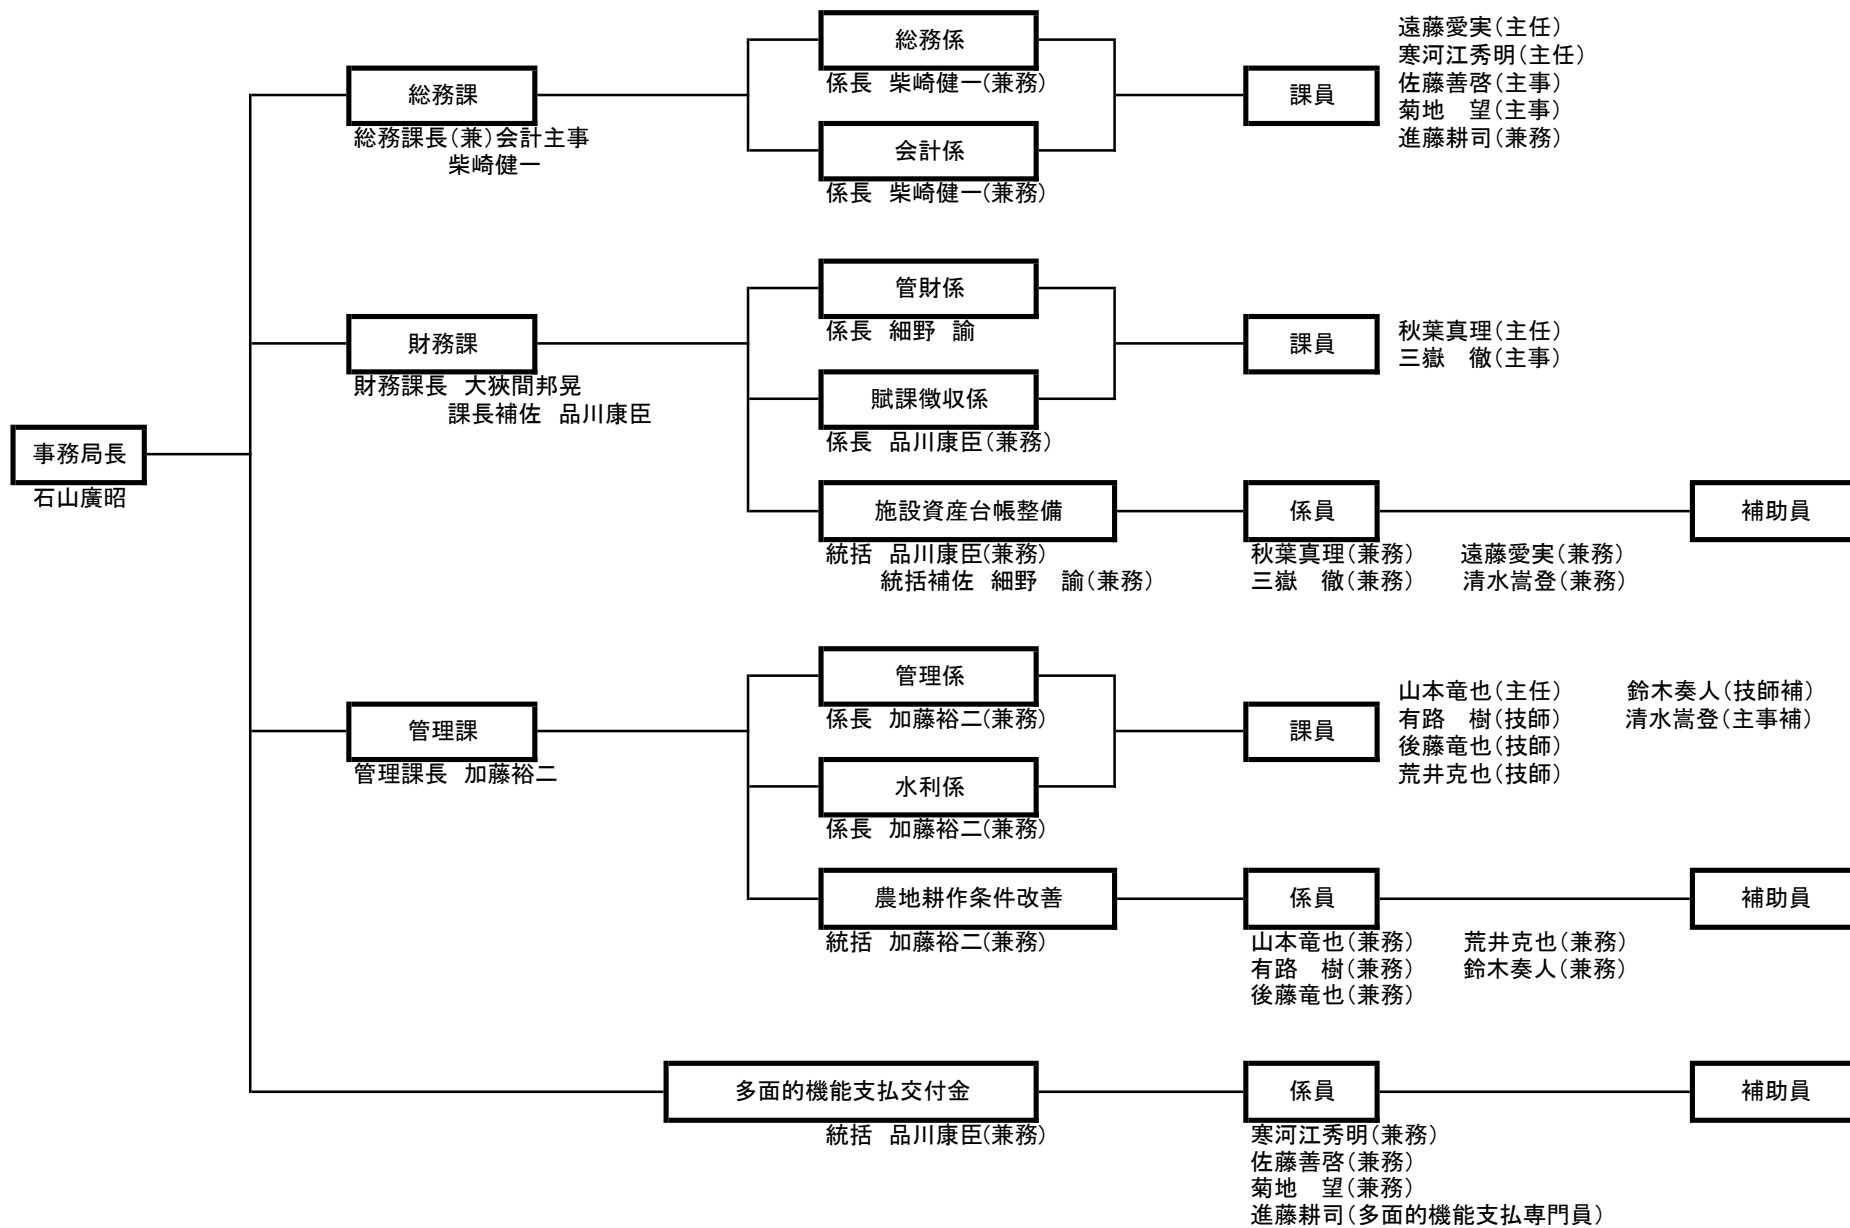 事務局長
石山廣昭
総務課
総務課長(兼)会計主事
柴崎健一
総務係
係長 柴崎健一(兼務)
会計係
係長 柴崎健一(兼務)
課員
遠藤愛実(主任)
寒河江秀明(主任)
佐藤善啓(主事)
菊地　望(主事)
進藤耕司(兼務)
財務課
財務課長 大狹間邦晃
課長補佐 品川康臣
管財係
係長 細野 諭
賦課徴収係
係長 品川康臣(兼務)
課員
秋葉真理(主任)
三嶽　徹(主事)
施設資産台帳整備
統括 品川康臣(兼務)
統括補佐 細野　諭(兼務)
係員
秋葉真理(兼務)　遠藤愛実(兼務)
三嶽　徹(兼務)　清水嵩登(兼務)
補助員
管理課
管理課長 加藤裕二
管理係
係長 加藤裕二(兼務)
水利係
係長 加藤裕二(兼務)
課員
山本竜也(主任)　鈴木奏人(技師補)
有路　樹(技師)　清水嵩登(主事補)
後藤竜也(技師)
荒井克也(技師)
農地耕作条件改善
統括 加藤裕二(兼務)
係員
山本竜也(兼務)　荒井克也(兼務)
有路　樹(兼務)　鈴木奏人(兼務)
後藤竜也(兼務)
補助員
多面的機能支払交付金
統括 品川康臣(兼務)
係員
寒河江秀明(兼務)
佐藤善啓(兼務)
菊地　望(兼務)
進藤耕司(多面的機能支払専門員)
補助員